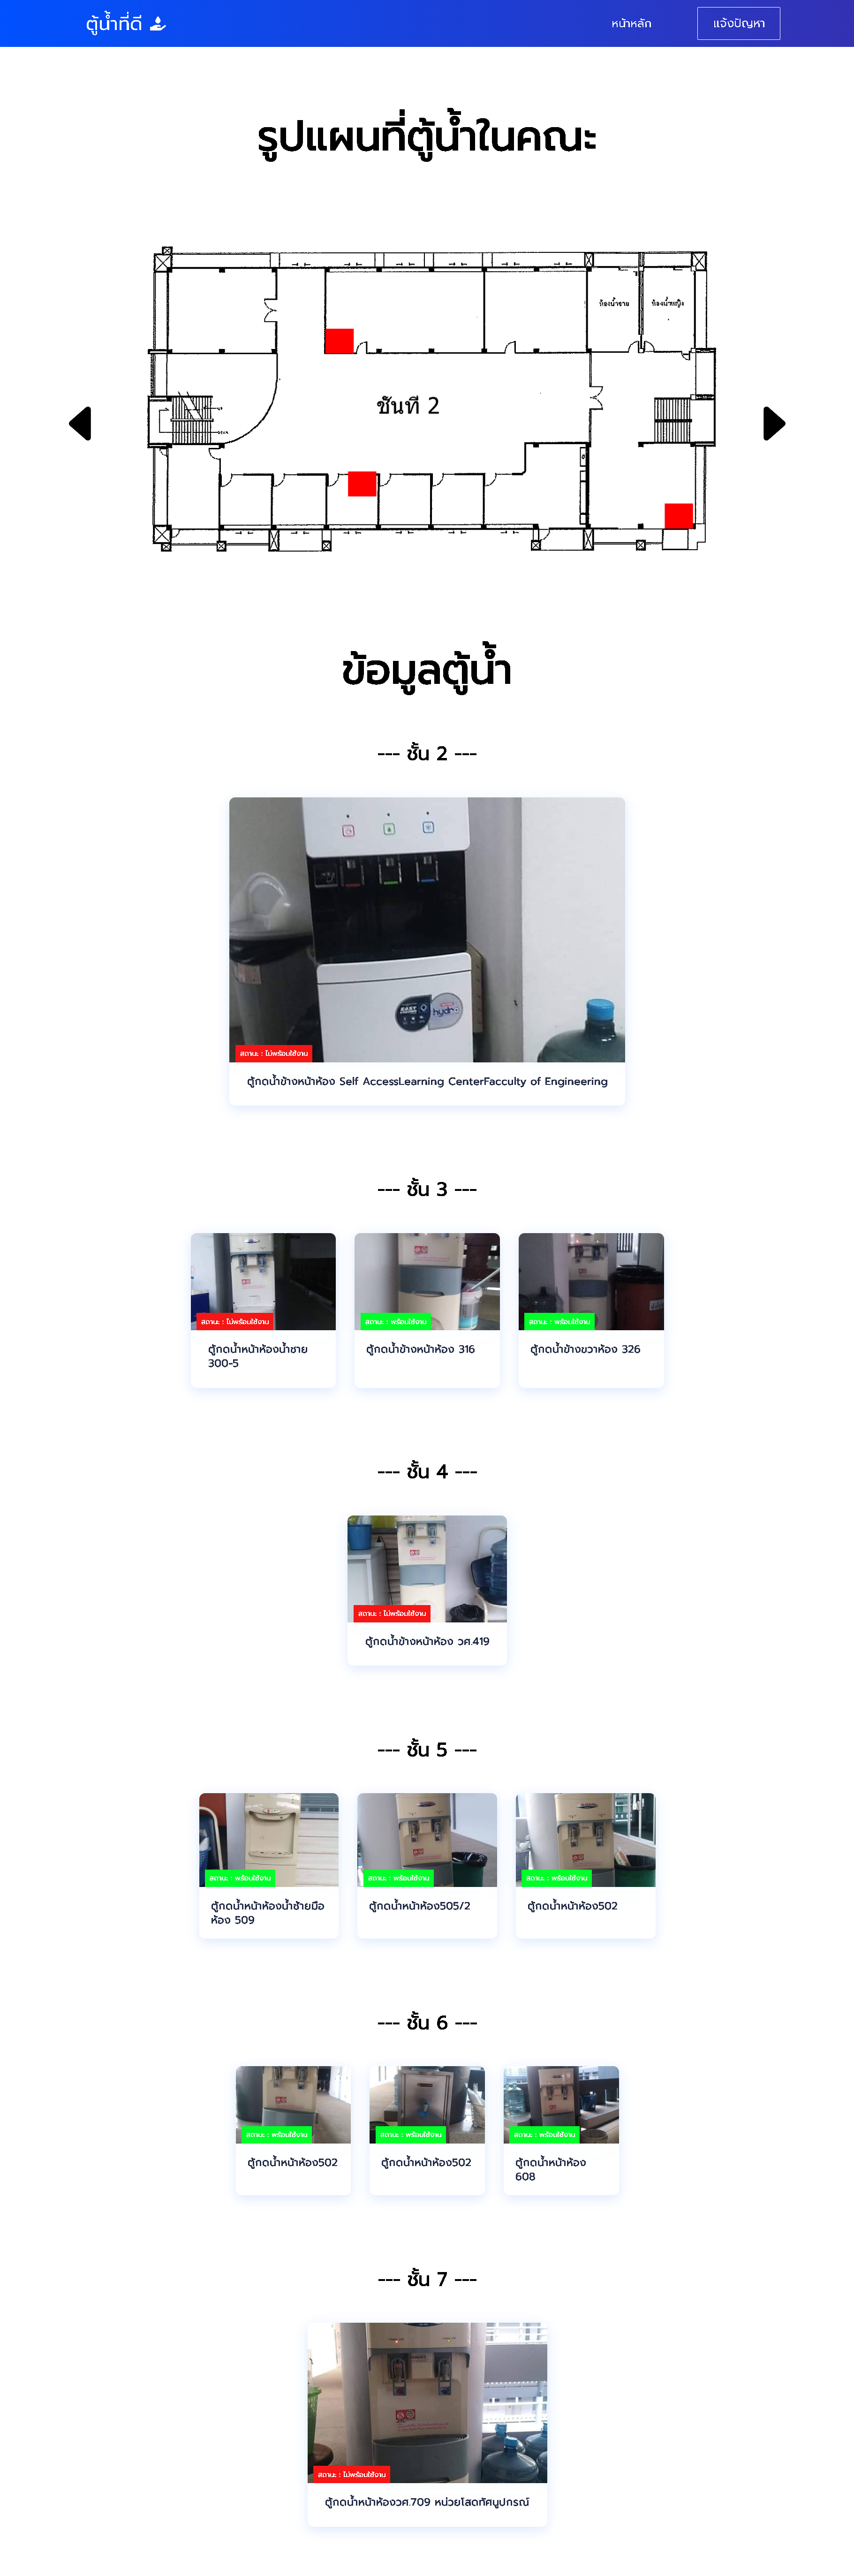 ตู้น้ำที่ดี
หน้าหลัก
แจ้งปัญหา
รูปแผนที่ตู้น้ำในคณะ
ห้องน้ำชาย
ห้องน้ำหญิง
ชั้นที่ 2
ข้อมูลตู้น้ำ
--- ชั้น 2 ---
hydro
สถานะ : ไม่พร้อมใช้งาน
ตู้กดน้ำข้างหน้าห้อง Self AccessLearning CenterFacculty of Engineering
--- ชั้น 3 ---
สถานะ : ไม่พร้อมใช้งาน
ตู้กดน้ำหน้าห้องน้ำชาย
300-5
สถานะ : พร้อมใช้งาน
ตู้กดน้ำข้างหน้าห้อง 316
สถานะ : พร้อมใช้งาน
ตู้กดน้ำข้างขวาห้อง 326
--- ชั้น 4 ---
สถานะ : ไม่พร้อมใช้งาน
ตู้กดน้ำข้างหน้าห้อง วศ.419
--- ชั้น 5 ---
สถานะ : พร้อมใช้งาน
ตู้กดน้ำหน้าห้องน้ำซ้ายมือ
ห้อง 509
สถานะ : พร้อมใช้งาน
ตู้กดน้ำหน้าห้อง505/2
สถานะ : พร้อมใช้งาน
ตู้กดน้ำหน้าห้อง502
--- ชั้น 6 ---
สถานะ : พร้อมใช้งาน
ตู้กดน้ำหน้าห้อง502
สถานะ : พร้อมใช้งาน
ตู้กดน้ำหน้าห้อง502
สถานะ : พร้อมใช้งาน
ตู้กดน้ำหน้าห้อง
608
--- ชั้น 7 ---
สถานะ : ไม่พร้อมใช้งาน
ตู้กดน้ำหน้าห้องวศ.709 หน่วยโสตทัศนูปกรณ์